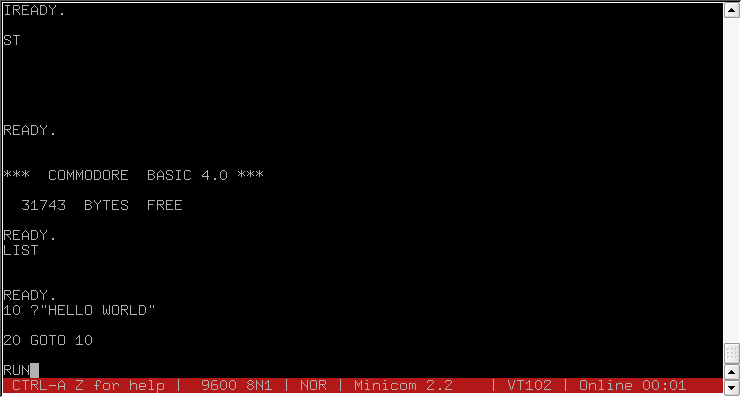 IREADY.
ST
READY.
*** COMMODORE BASIC 4.0 ***
31743 BYTES FREE
READY.
LIST
READY.
10 ?"HELLO WORLD"
20 GOTO 10
RUN
CTRL-A Z for help | 9600 8N1 | NOR | Minicom 2.2 | VT102 | Online 00:01